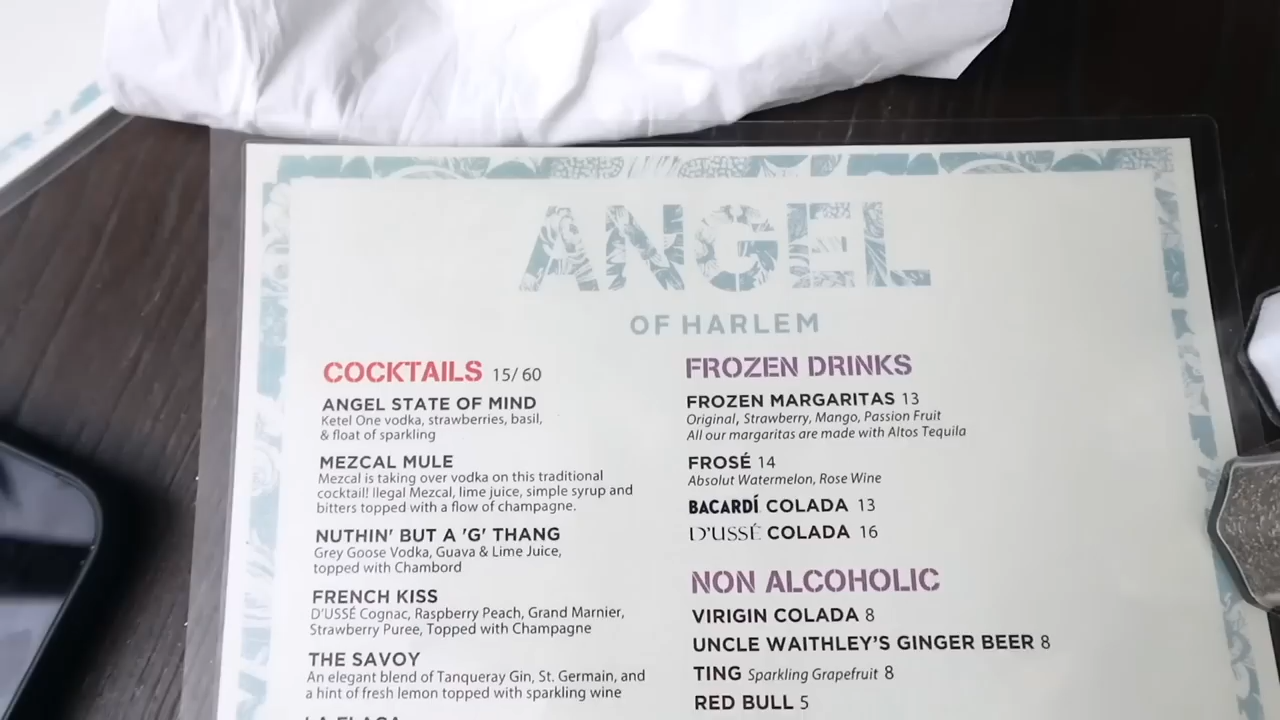 ANGEL
OF HARLEM
COCKTAILS 15/60
ANGEL STATE OF MIND
Ketel One vodka, strawberries, basil,
& float of sparkling
MEZCAL MULE
Mezcal is taking over vodka on this traditional
cocktail! Ilegal Mezcal, lime juice, simple syrup and
bitters topped with a flow of champagne.
NUTHIN' BUT A 'G' THANG
Grey Goose Vodka, Guava & Lime Juice,
topped with Chambord
FRENCH KISS
D'USSÉ Cognac, Raspberry Peach, Grand Marnier,
Strawberry Puree, Topped with Champagne
THE SAVOY
An elegant blend of Tanqueray Gin, St. Germain, and
a hint of fresh lemon topped with sparkling wine
FROZEN DRINKS
FROZEN MARGARITAS 13
Original, Strawberry, Mango, Passion Fruit
All our margaritas are made with Altos Tequila
FROSÉ 14
Absolut Watermelon, Rose Wine
BACARDÍ COLADA 13
D'USSÉ COLADA 16
NON ALCOHOLIC
VIRIGIN COLADA 8
UNCLE WAITHLEY'S GINGER BEER 8
TING Sparkling Grapefruit 8
RED BULL 5